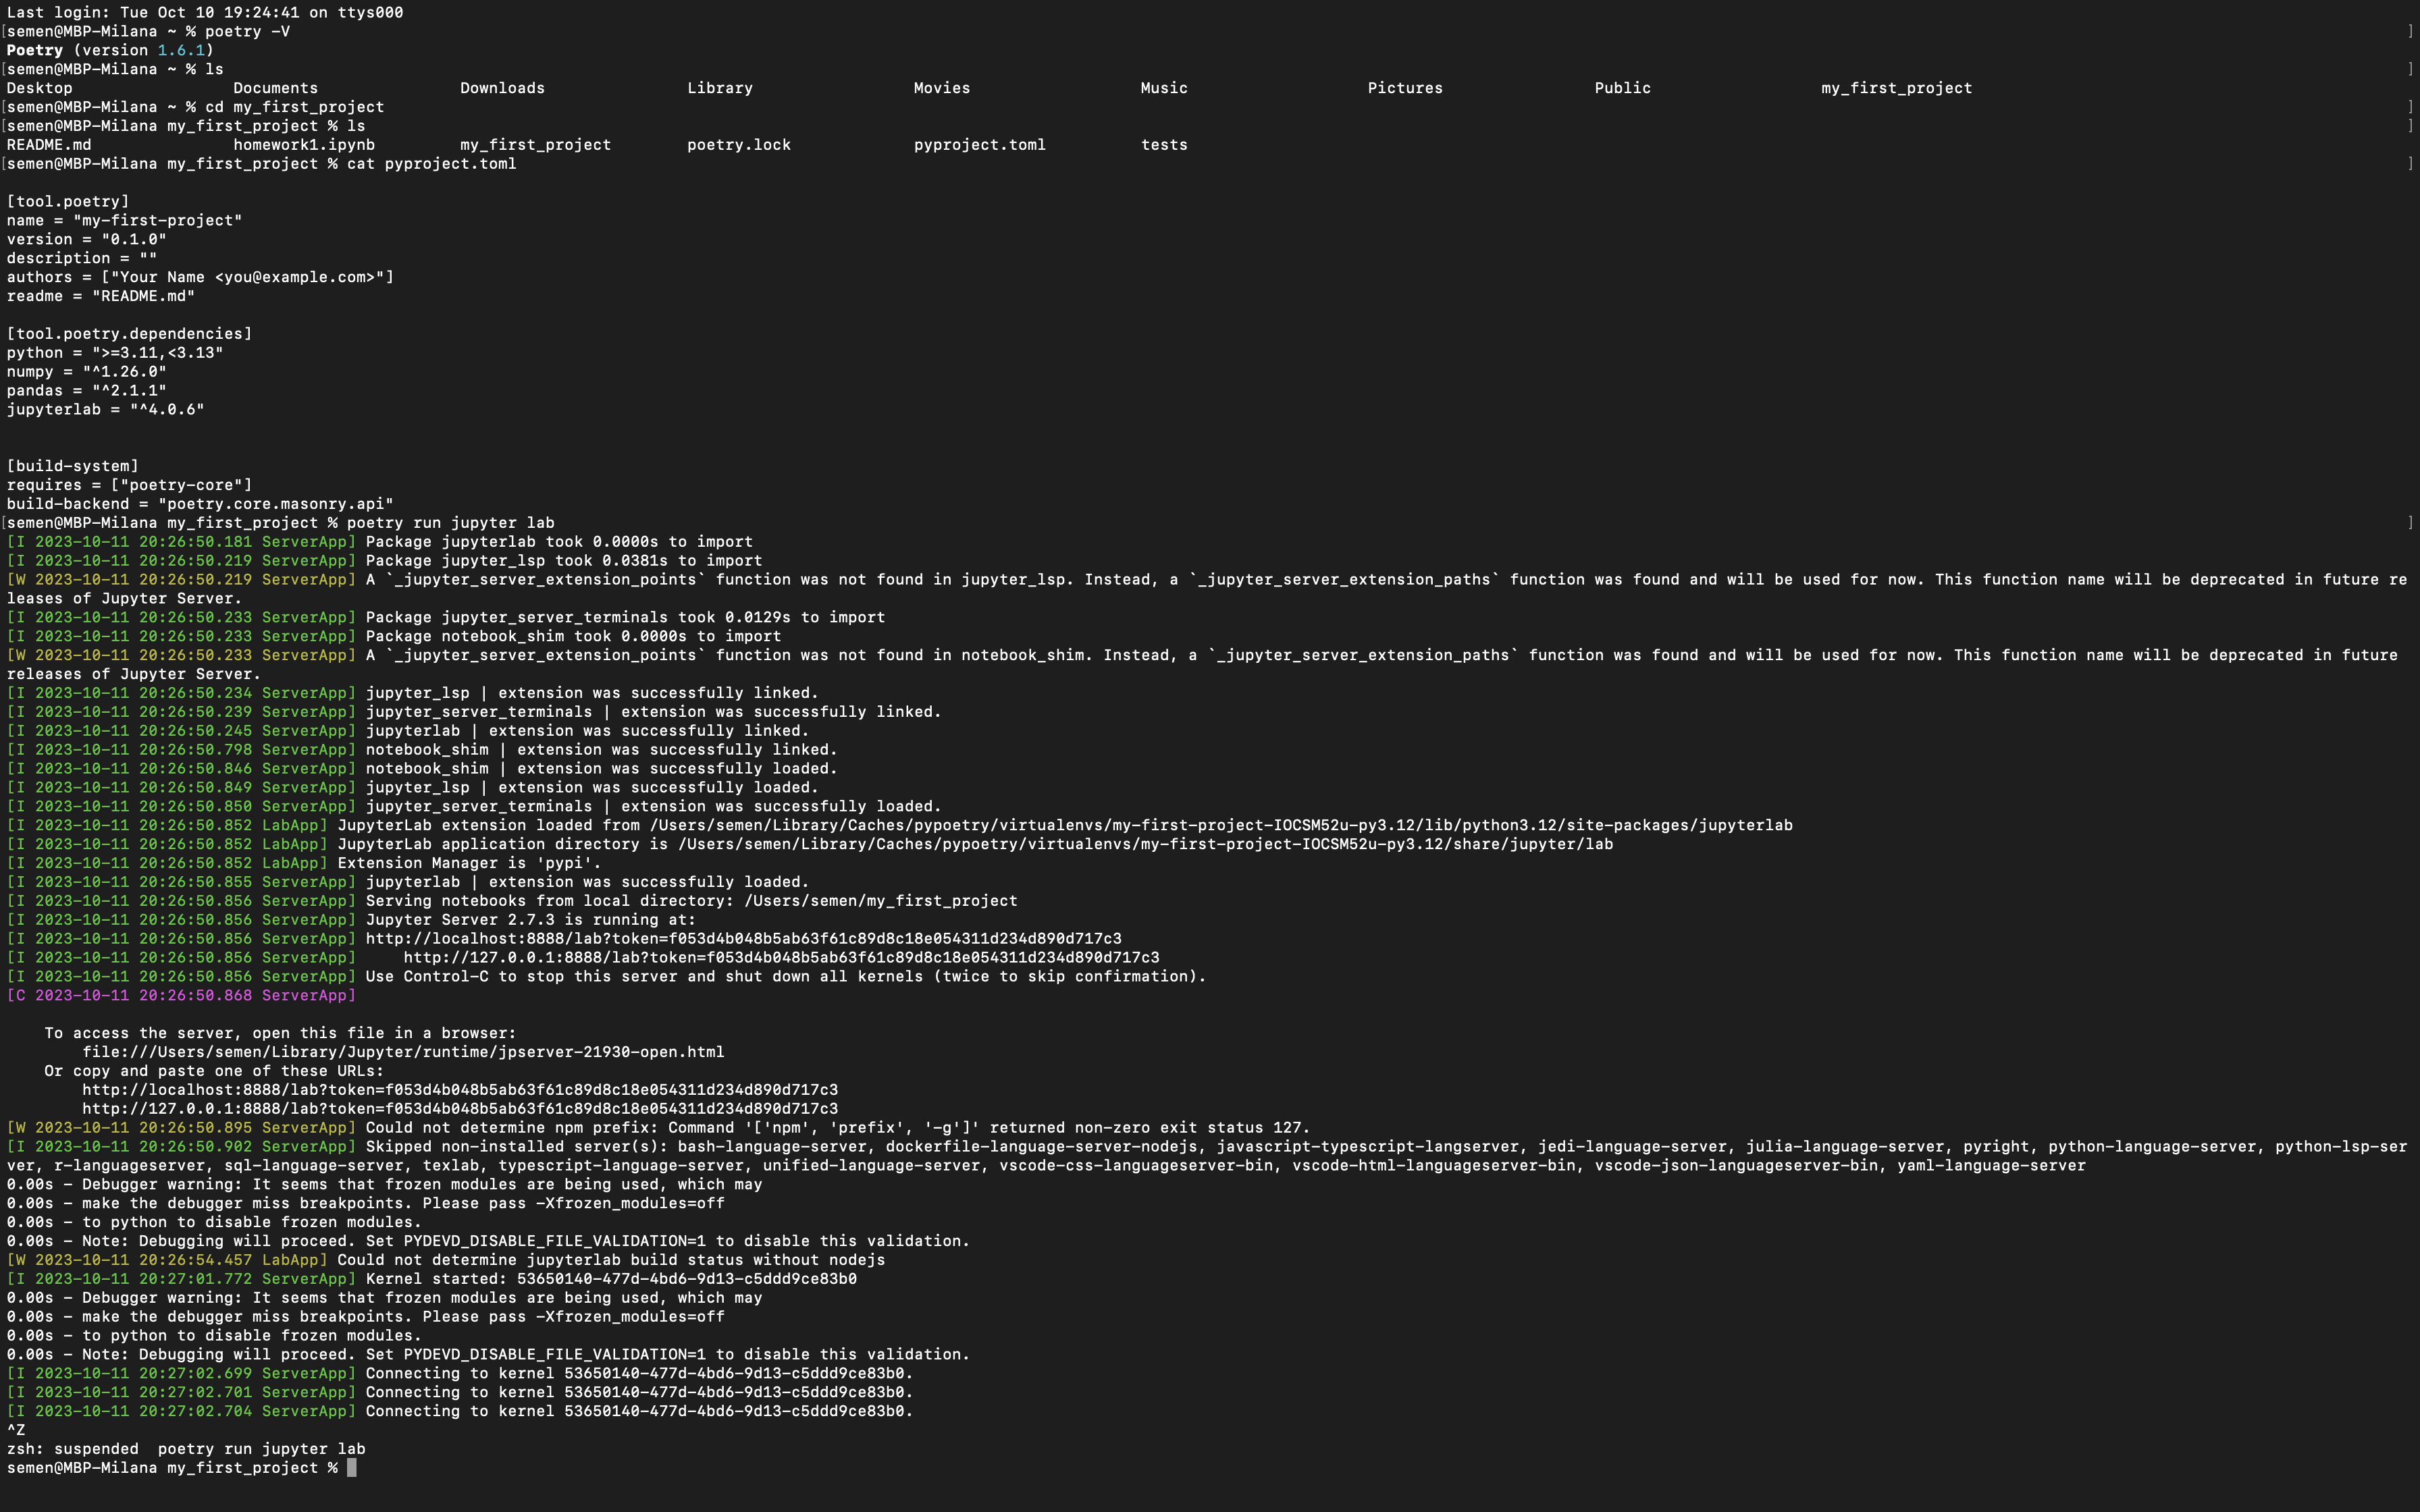 Last login: Tue Oct 10 19:24:41 on ttys000
[semen@MBP-Milana ~ % poetry -V ]
Poetry (version 1.6.1)
[semen@MBP-Milana ~ % ls ]
Desktop Documents Downloads Library Movies Music Pictures Public my_first_project
[semen@MBP-Milana ~ % cd my_first_project ]
[semen@MBP-Milana my_first_project % ls ]
README.md homework1.ipynb my_first_project poetry.lock pyproject.toml tests
[semen@MBP-Milana my_first_project % cat pyproject.toml ]
[tool.poetry]
name = "my-first-project"
version = "0.1.0"
description = ""
authors = ["Your Name <you@example.com>"]
readme = "README.md"
[tool.poetry.dependencies]
python = ">=3.11,<3.13"
numpy = "^1.26.0"
pandas = "^2.1.1"
jupyterlab = "^4.0.6"
[build-system]
requires = ["poetry-core"]
build-backend = "poetry.core.masonry.api"
[semen@MBP-Milana my_first_project % poetry run jupyter lab ]
[I 2023-10-11 20:26:50.181 ServerApp] Package jupyterlab took 0.0000s to import
[I 2023-10-11 20:26:50.219 ServerApp] Package jupyter_lsp took 0.0381s to import
[W 2023-10-11 20:26:50.219 ServerApp] A `_jupyter_server_extension_points` function was not found in jupyter_lsp. Instead, a `_jupyter_server_extension_paths` function was found and will be used for now. This function name will be deprecated in future re
leases of Jupyter Server.
[I 2023-10-11 20:26:50.233 ServerApp] Package jupyter_server_terminals took 0.0129s to import
[I 2023-10-11 20:26:50.233 ServerApp] Package notebook_shim took 0.0000s to import
[W 2023-10-11 20:26:50.233 ServerApp] A `_jupyter_server_extension_points` function was not found in notebook_shim. Instead, a `_jupyter_server_extension_paths` function was found and will be used for now. This function name will be deprecated in future
releases of Jupyter Server.
[I 2023-10-11 20:26:50.234 ServerApp] jupyter_lsp | extension was successfully linked.
[I 2023-10-11 20:26:50.239 ServerApp] jupyter_server_terminals | extension was successfully linked.
[I 2023-10-11 20:26:50.245 ServerApp] jupyterlab | extension was successfully linked.
[I 2023-10-11 20:26:50.798 ServerApp] notebook_shim | extension was successfully linked.
[I 2023-10-11 20:26:50.846 ServerApp] notebook_shim | extension was successfully loaded.
[I 2023-10-11 20:26:50.849 ServerApp] jupyter_lsp | extension was successfully loaded.
[I 2023-10-11 20:26:50.850 ServerApp] jupyter_server_terminals | extension was successfully loaded.
[I 2023-10-11 20:26:50.852 LabApp] JupyterLab extension loaded from /Users/semen/Library/Caches/pypoetry/virtualenvs/my-first-project-IOCSM52u-py3.12/lib/python3.12/site-packages/jupyterlab
[I 2023-10-11 20:26:50.852 LabApp] JupyterLab application directory is /Users/semen/Library/Caches/pypoetry/virtualenvs/my-first-project-IOCSM52u-py3.12/share/jupyter/lab
[I 2023-10-11 20:26:50.852 LabApp] Extension Manager is 'pypi'.
[I 2023-10-11 20:26:50.855 ServerApp] jupyterlab | extension was successfully loaded.
[I 2023-10-11 20:26:50.856 ServerApp] Serving notebooks from local directory: /Users/semen/my_first_project
[I 2023-10-11 20:26:50.856 ServerApp] Jupyter Server 2.7.3 is running at:
[I 2023-10-11 20:26:50.856 ServerApp] http://localhost:8888/lab?token=f053d4b048b5ab63f61c89d8c18e054311d234d890d717c3
[I 2023-10-11 20:26:50.856 ServerApp]     http://127.0.0.1:8888/lab?token=f053d4b048b5ab63f61c89d8c18e054311d234d890d717c3
[I 2023-10-11 20:26:50.856 ServerApp] Use Control-C to stop this server and shut down all kernels (twice to skip confirmation).
[C 2023-10-11 20:26:50.868 ServerApp]
To access the server, open this file in a browser:
file:///Users/semen/Library/Jupyter/runtime/jpserver-21930-open.html
Or copy and paste one of these URLs:
http://localhost:8888/lab?token=f053d4b048b5ab63f61c89d8c18e054311d234d890d717c3
http://127.0.0.1:8888/lab?token=f053d4b048b5ab63f61c89d8c18e054311d234d890d717c3
[W 2023-10-11 20:26:50.895 ServerApp] Could not determine npm prefix: Command '['npm', 'prefix', '-g']' returned non-zero exit status 127.
[I 2023-10-11 20:26:50.902 ServerApp] Skipped non-installed server(s): bash-language-server, dockerfile-language-server-nodejs, javascript-typescript-langserver, jedi-language-server, julia-language-server, pyright, python-language-server, python-lsp-ser
ver, r-languageserver, sql-language-server, texlab, typescript-language-server, unified-language-server, vscode-css-languageserver-bin, vscode-html-languageserver-bin, vscode-json-languageserver-bin, yaml-language-server
0.00s - Debugger warning: It seems that frozen modules are being used, which may
0.00s - make the debugger miss breakpoints. Please pass -Xfrozen_modules=off
0.00s - to python to disable frozen modules.
0.00s - Note: Debugging will proceed. Set PYDEVD_DISABLE_FILE_VALIDATION=1 to disable this validation.
[W 2023-10-11 20:26:54.457 LabApp] Could not determine jupyterlab build status without nodejs
[I 2023-10-11 20:27:01.772 ServerApp] Kernel started: 53650140-477d-4bd6-9d13-c5ddd9ce83b0
0.00s - Debugger warning: It seems that frozen modules are being used, which may
0.00s - make the debugger miss breakpoints. Please pass -Xfrozen_modules=off
0.00s - to python to disable frozen modules.
0.00s - Note: Debugging will proceed. Set PYDEVD_DISABLE_FILE_VALIDATION=1 to disable this validation.
[I 2023-10-11 20:27:02.699 ServerApp] Connecting to kernel 53650140-477d-4bd6-9d13-c5ddd9ce83b0.
[I 2023-10-11 20:27:02.701 ServerApp] Connecting to kernel 53650140-477d-4bd6-9d13-c5ddd9ce83b0.
[I 2023-10-11 20:27:02.704 ServerApp] Connecting to kernel 53650140-477d-4bd6-9d13-c5ddd9ce83b0.
^Z
zsh: suspended  poetry run jupyter lab
semen@MBP-Milana my_first_project %